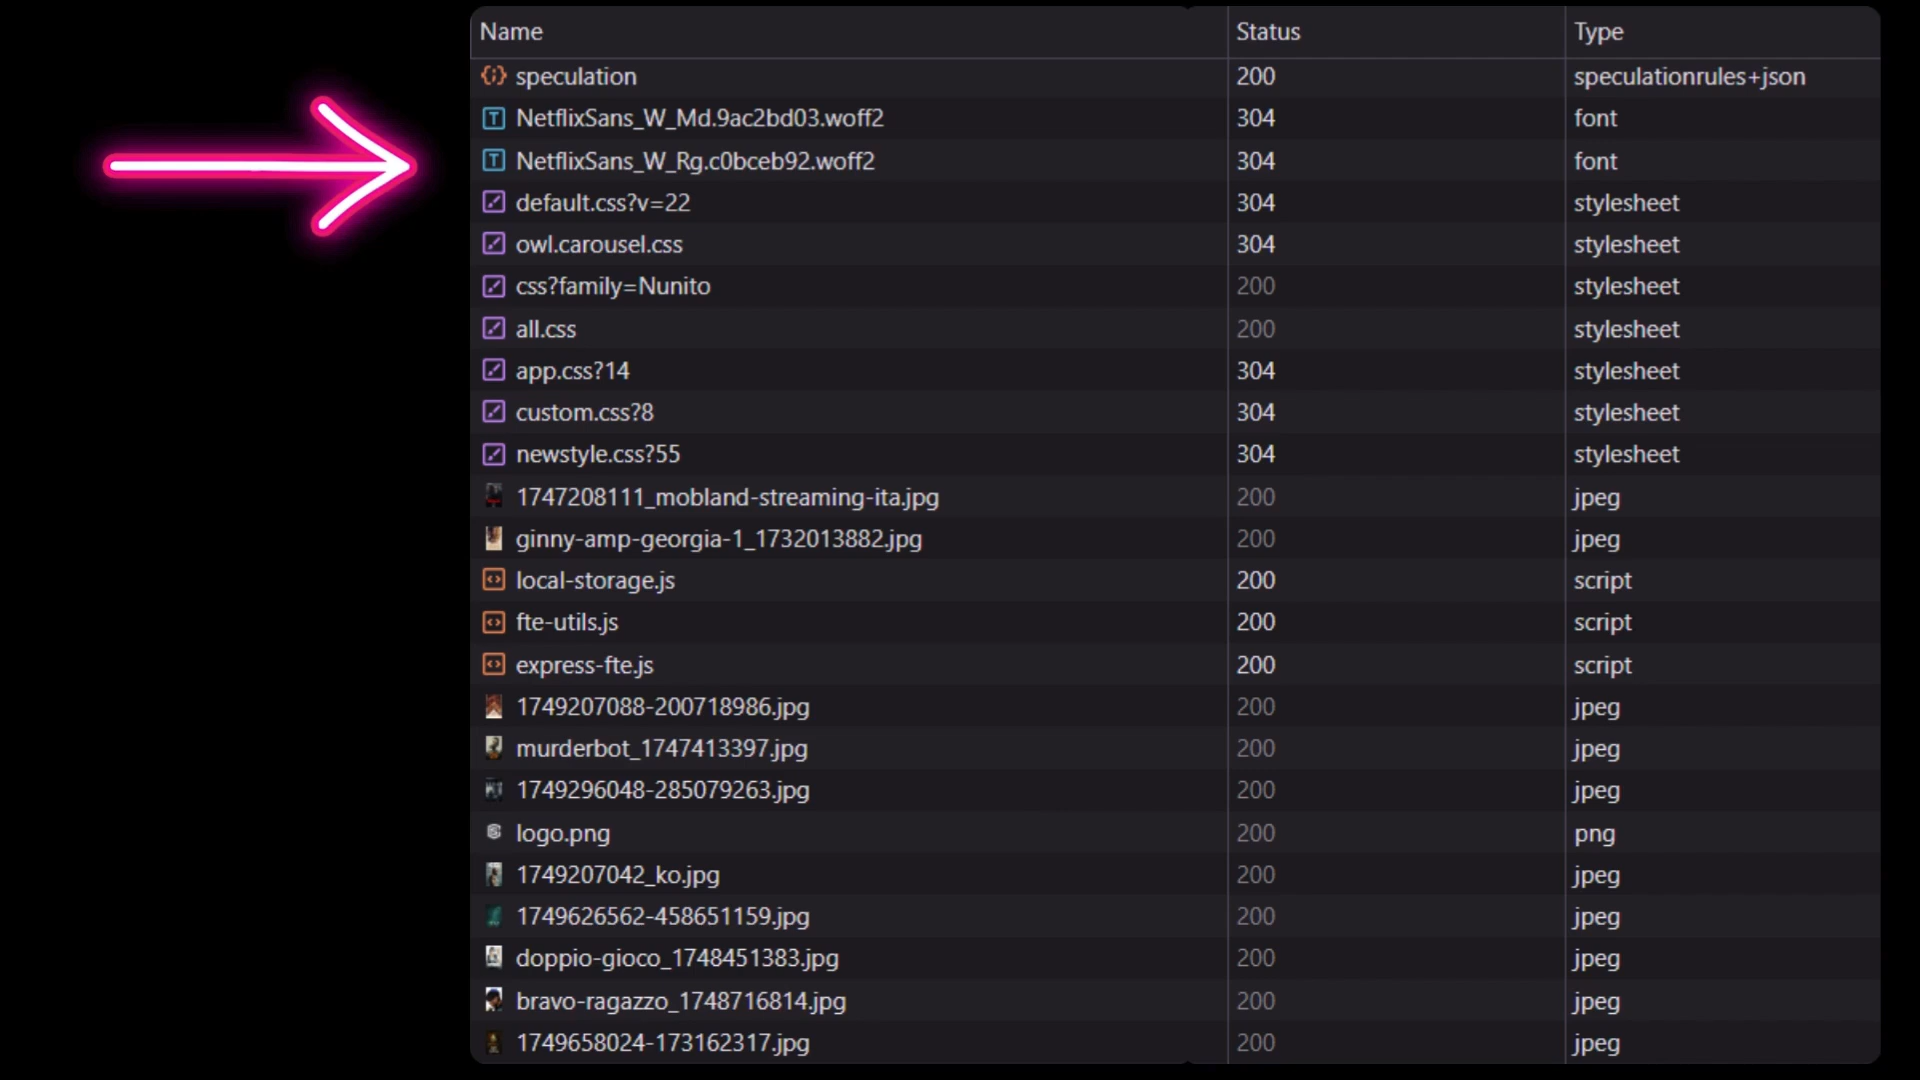 Name Status Type
speculation 200 speculationrules+json
NetflixSans_W_Md.9ac2bd03.woff2 304 font
NetflixSans_W_Rg.c0bceb92.woff2 304 font
default.css?v=22 304 stylesheet
owl.carousel.css 304 stylesheet
css?family=Nunito 200 stylesheet
all.css 200 stylesheet
app.css?14 304 stylesheet
custom.css?8 304 stylesheet
newstyle.css?55 304 stylesheet
1747208111_mobland-streaming-ita.jpg 200 jpeg
ginny-amp-georgia-1_1732013882.jpg 200 jpeg
local-storage.js 200 script
fte-utils.js 200 script
express-fte.js 200 script
1749207088-200718986.jpg 200 jpeg
murderbot_1747413397.jpg 200 jpeg
1749296048-285079263.jpg 200 jpeg
logo.png 200 png
1749207042_ko.jpg 200 jpeg
1749626562-458651159.jpg 200 jpeg
doppio-gioco_1748451383.jpg 200 jpeg
bravo-ragazzo_1748716814.jpg 200 jpeg
1749658024-173162317.jpg 200 jpeg